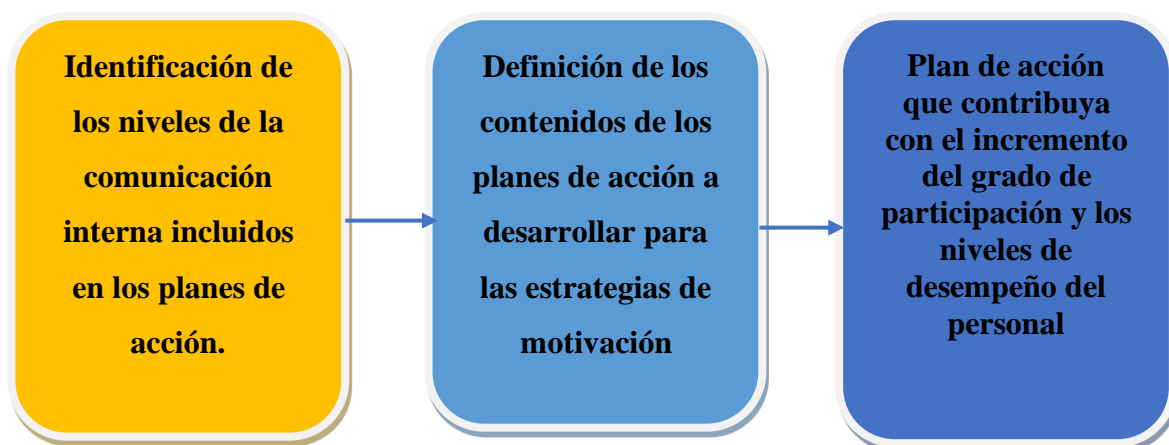 Identificación de
los niveles de la
comunicación
interna incluidos
en los planes de
acción.
Definición de los
contenidos de los
planes de acción a
desarrollar para
las estrategias de
motivación
Plan de acción
que contribuya
con el incremento
del grado de
participación y los
niveles de
desempeño del
personal